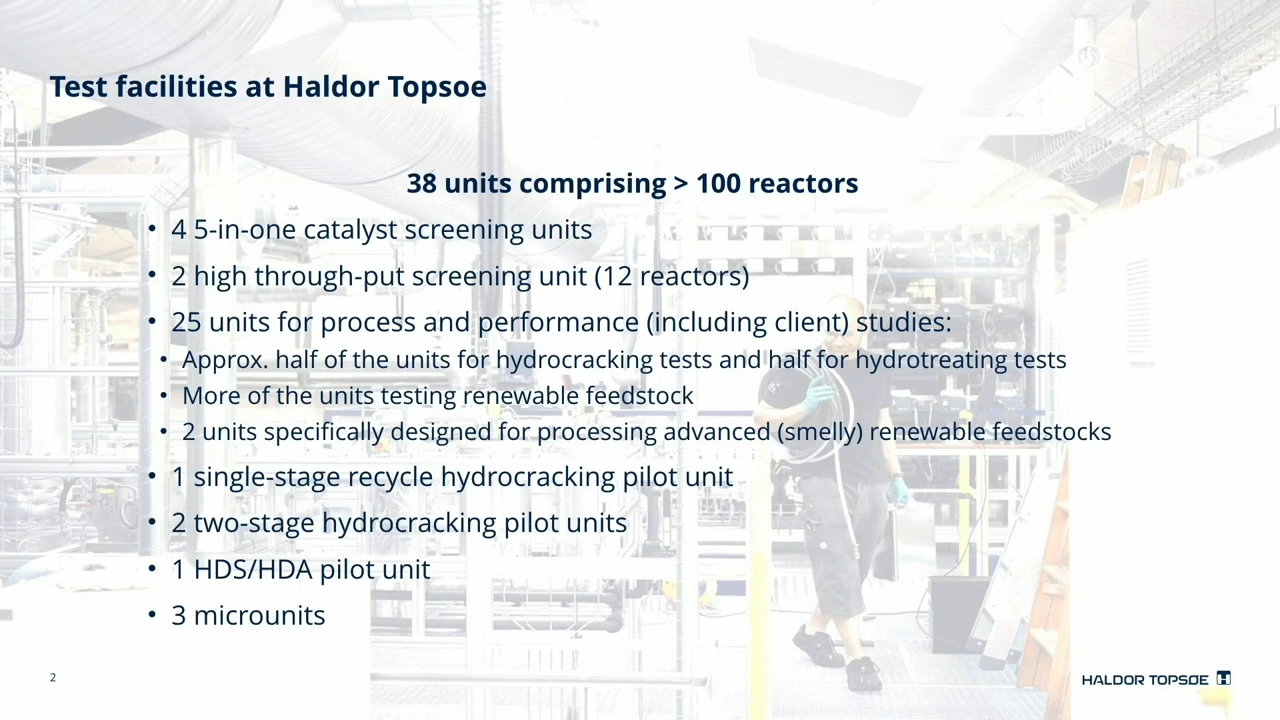 Test facilities at Haldor Topsoe
38 units comprising > 100 reactors
• 4 5-in-one catalyst screening units
• 2 high through-put screening unit (12 reactors)
• 25 units for process and performance (including client) studies:
• Approx. half of the units for hydrocracking tests and half for hydrotreating tests
• More of the units testing renewable feedstock
• 2 units specifically designed for processing advanced (smelly) renewable feedstocks
• 1 single-stage recycle hydrocracking pilot unit
• 2 two-stage hydrocracking pilot units
• 1 HDS/HDA pilot unit
• 3 microunits
2
HALDOR TOPSØE